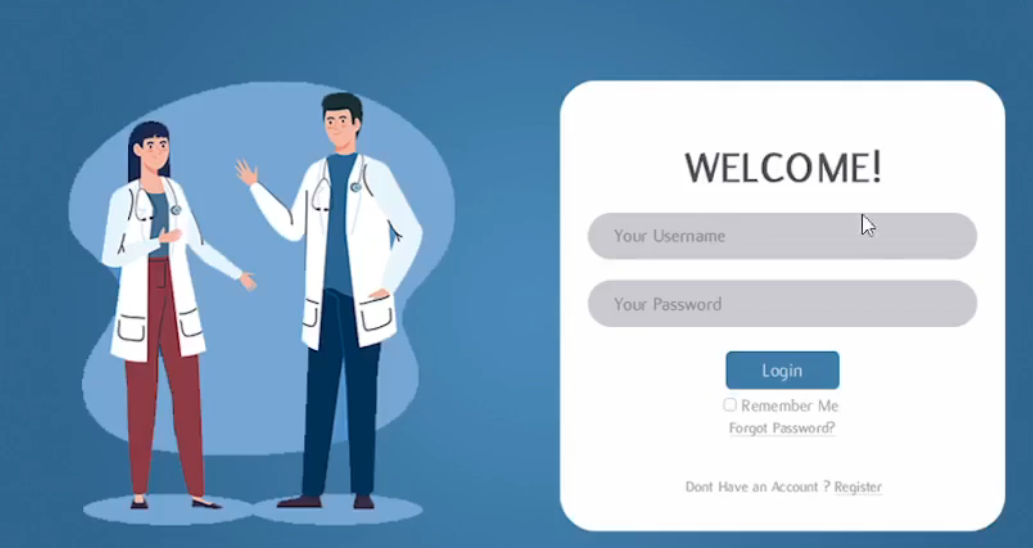 WELCOME!
Your Username
Your Password
Login
Remember Me
Forgot Password?
Dont Have an Account ? Register